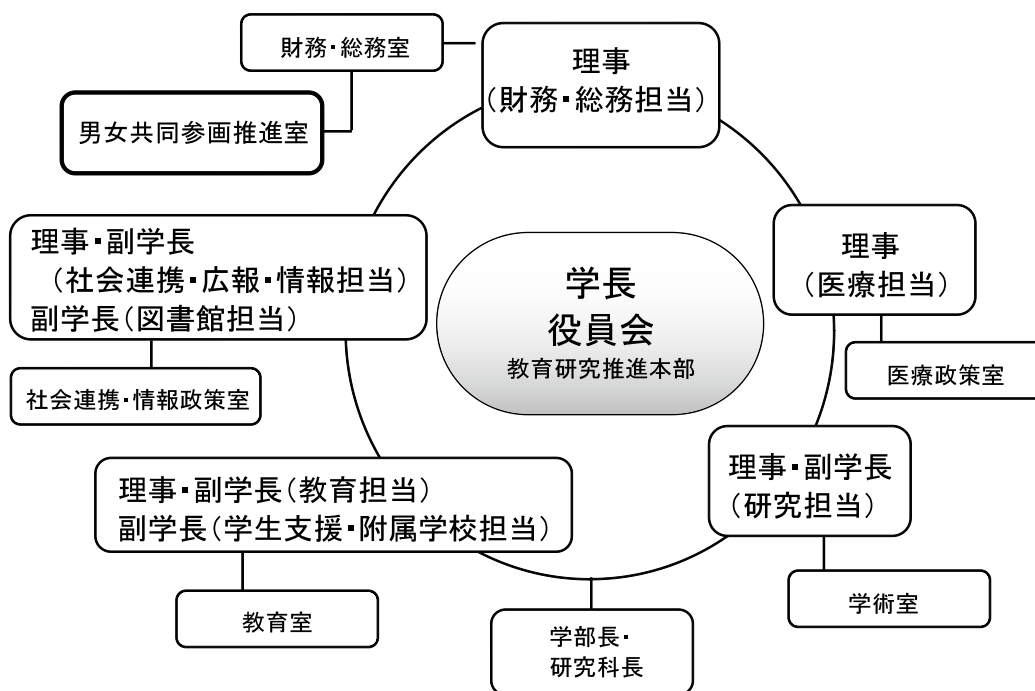 財務・総務室
理事
(財務・総務担当)
男女共同参画推進室
理事・副学長
(社会連携・広報・情報担当)
副学長(図書館担当)
学長
役員会
教育研究推進本部
理事
(医療担当)
社会連携・情報政策室
医療政策室
理事・副学長(教育担当)
副学長(学生支援・附属学校担当)
理事・副学長
(研究担当)
教育室
学部長・
研究科長
学術室